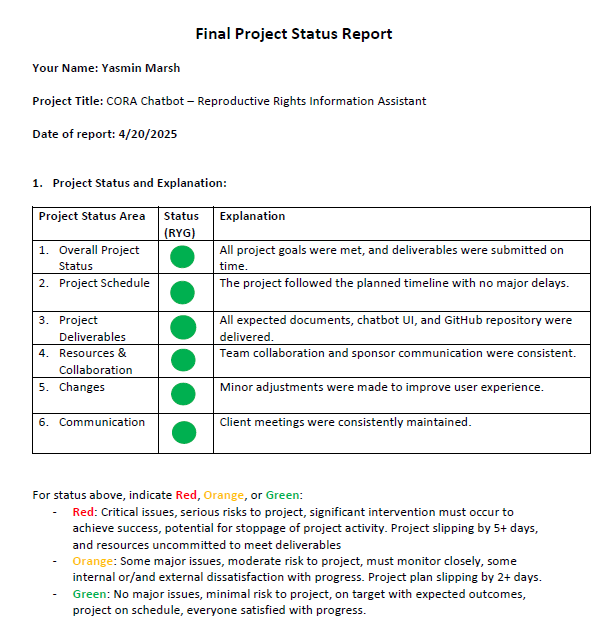 Final Project Status Report
Your Name: Yasmin Marsh
Project Title: CORA Chatbot – Reproductive Rights Information Assistant
Date of report: 4/20/2025
1. Project Status and Explanation:
Project Status Area
Status
(RYG)
Explanation
1. Overall Project
Status
All project goals were met, and deliverables were submitted on
time.
2. Project Schedule
The project followed the planned timeline with no major delays.
3. Project
Deliverables
All expected documents, chatbot UI, and GitHub repository were
delivered.
4. Resources &
Collaboration
Team collaboration and sponsor communication were consistent.
5. Changes
Minor adjustments were made to improve user experience.
6. Communication
Client meetings were consistently maintained.
For status above, indicate Red, Orange, or Green:
- Red: Critical issues, serious risks to project, significant intervention must occur to
achieve success, potential for stoppage of project activity. Project slipping by 5+ days,
and resources uncommitted to meet deliverables
- Orange: Some major issues, moderate risk to project, must monitor closely, some
internal or/and external dissatisfaction with progress. Project plan slipping by 2+ days.
- Green: No major issues, minimal risk to project, on target with expected outcomes,
project on schedule, everyone satisfied with progress.